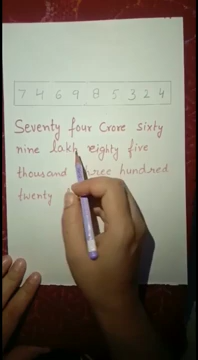 7 4 6 9 8 5 3 2 4
Seventy four Crore sixty
nine lakh eighty five
thousand three hundred
twenty